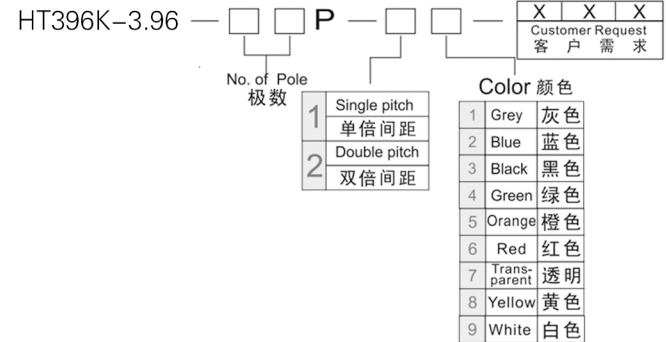 HT396K-3.96 — □ □ P — □ □ — X X X
Customer Request
客户需求
No. of Pole
极数
1 Single pitch
单倍间距
2 Double pitch
双倍间距
Color 颜色
1 Grey 灰色
2 Blue 蓝色
3 Black 黑色
4 Green 绿色
5 Orange 橙色
6 Red 红色
7 Trans-
parent 透明
8 Yellow 黄色
9 White 白色